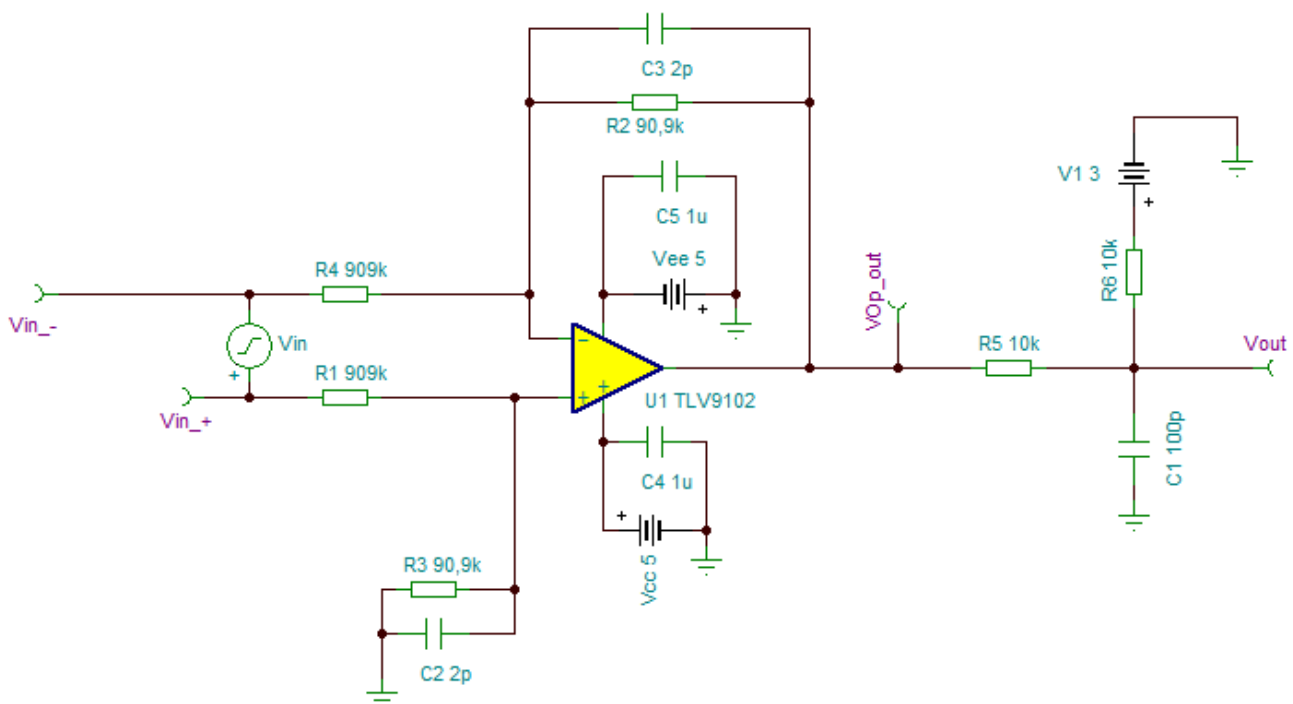 C3 2p
R2 90,9k
V1 3
+
C5 1u
R4 909k
Vee 5
+
VOp_out
R6 10k
Vin_-
Vin
+
-
R5 10k
Vout
R1 909k
+
+
U1 TLV9102
Vin_+
C4 1u
C1 100p
+
R3 90,9k
Vcc 5
C2 2p